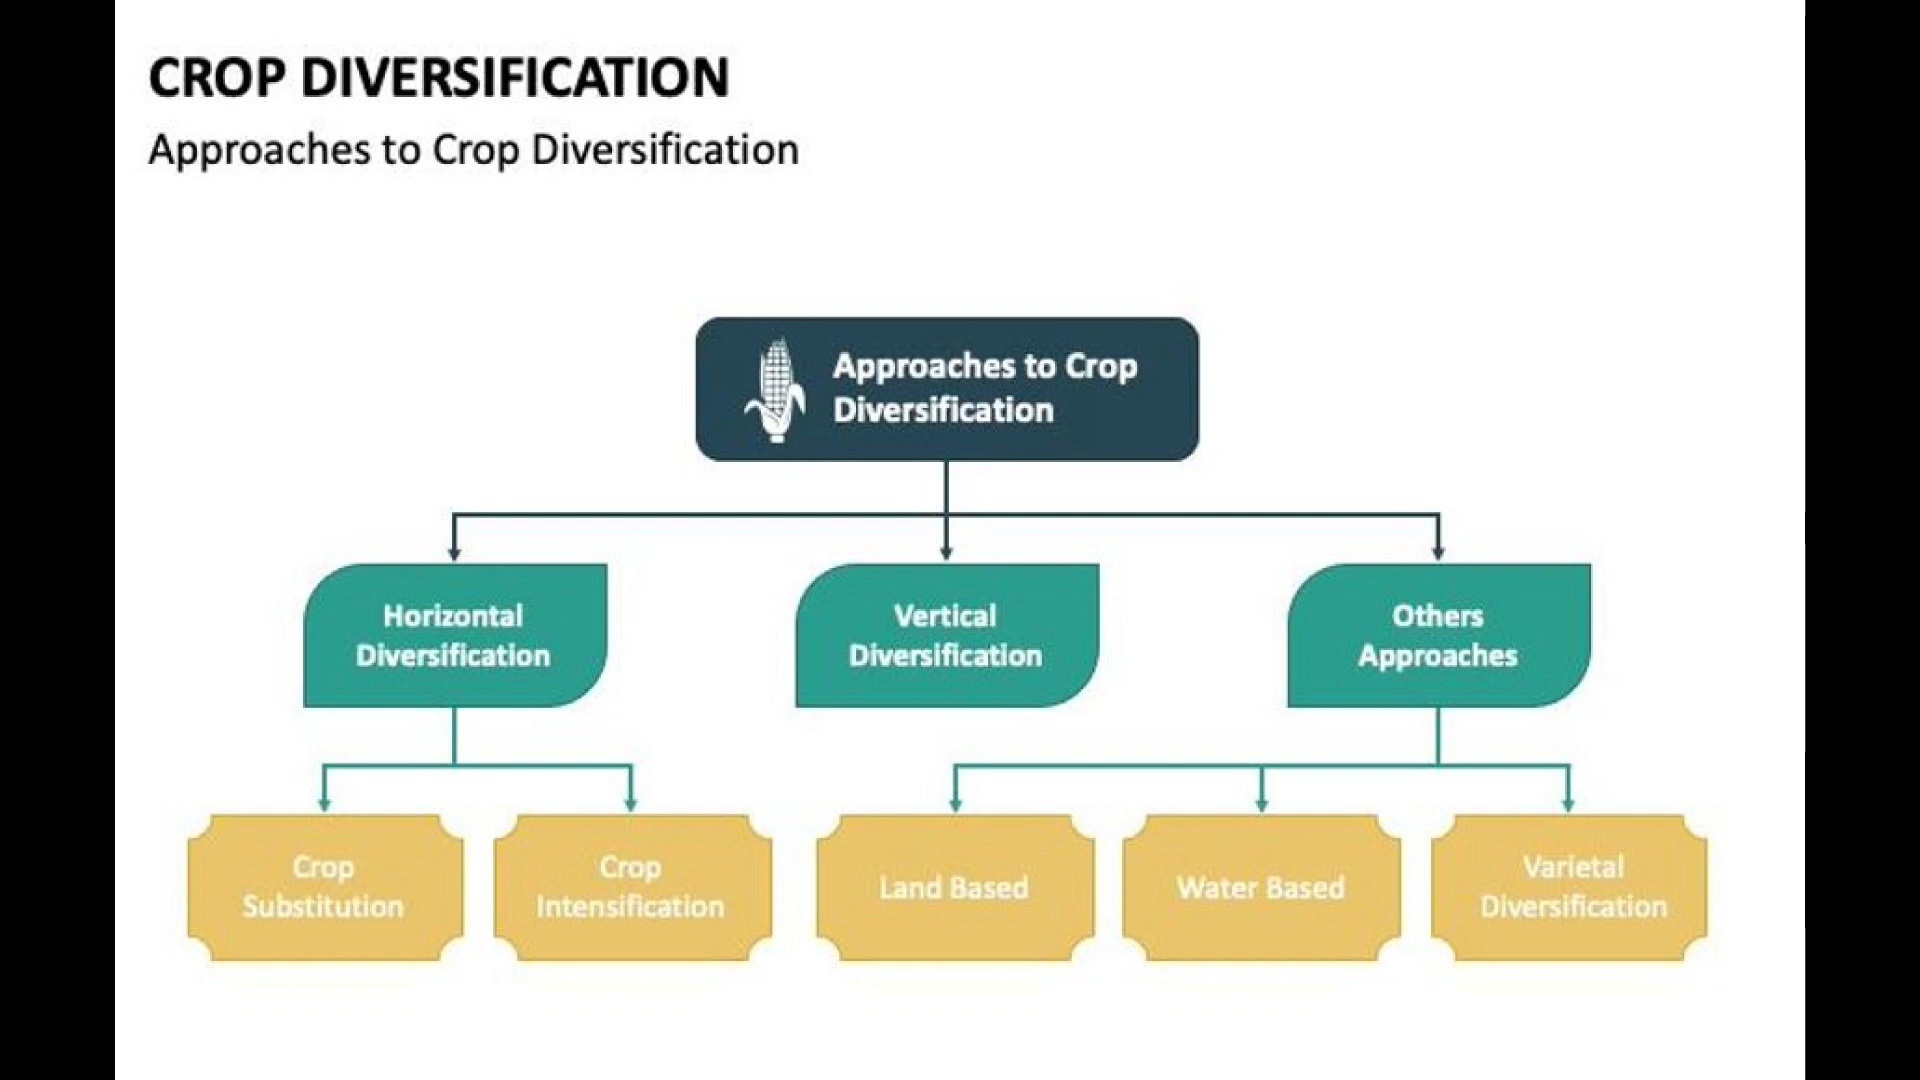 CROP DIVERSIFICATION
Approaches to Crop Diversification
Approaches to Crop
Diversification
Horizontal
Diversification
Vertical
Diversification
Others
Approaches
Crop
Substitution
Crop
Intensification
Land Based
Water Based
Varietal
Diversification